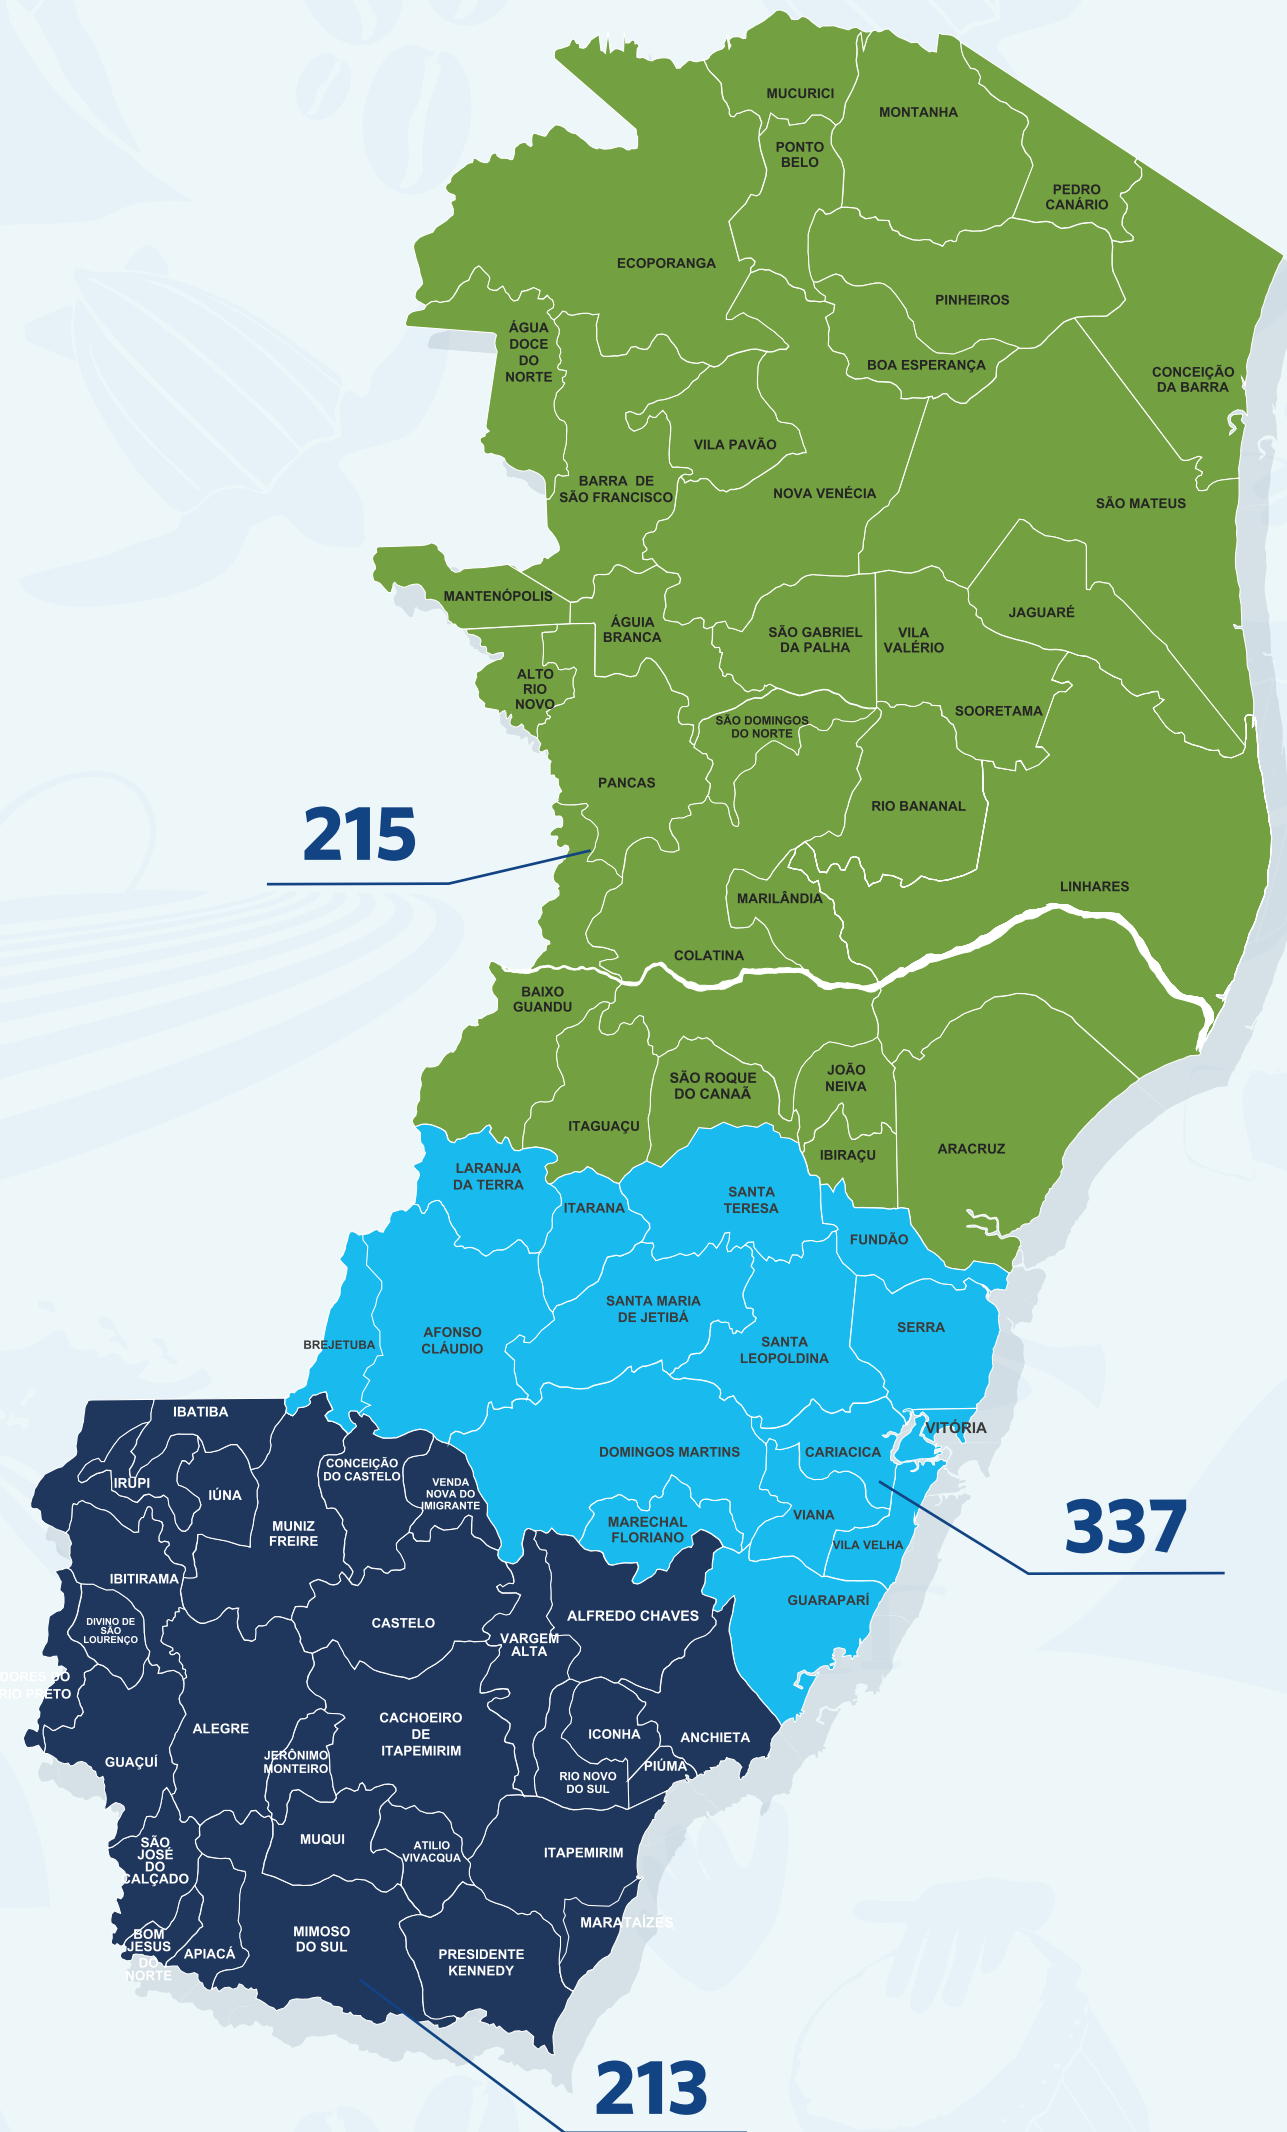 MUCURICI
MONTANHA
PONTO
BELO
PEDRO
CANÁRIO
ECOPORANGA
PINHEIROS
ÁGUA
DOCE
DO
NORTE
BOA ESPERANÇA
CONCEIÇÃO
DA BARRA
VILA PAVÃO
BARRA DE
SÃO FRANCISCO
NOVA VENÉCIA
SÃO MATEUS
MANTENÓPOLIS
JAGUARÉ
ÁGUIA
BRANCA
SÃO GABRIEL
DA PALHA
VILA
VALÉRIO
ALTO
RIO
NOVO
SOORETAMA
SÃO DOMINGOS
DO NORTE
PANCAS
RIO BANANAL
215
LINHARES
MARILÂNDIA
COLATINA
BAIXO
GUANDU
SÃO ROQUE
DO CANAÃ
JOÃO
NEIVA
ITAGUAÇU
IBIRAÇU
ARACRUZ
LARANJA
DA TERRA
ITARANA
SANTA
TERESA
FUNDÃO
SANTA MARIA
DE JETIBÁ
SERRA
BREJETUBA
AFONSO
CLÁUDIO
SANTA
LEOPOLDINA
IBATIBA
VITÓRIA
DOMINGOS MARTINS
CARIACICA
CONCEIÇÃO
DO CASTELO
IRUPI
IÚNA
VENDA
NOVA DO
IMIGRANTE
MUNIZ
FREIRE
MARECHAL
FLORIANO
VIANA
VILA VELHA
337
IBITIRAMA
GUARAPARÍ
DIVINO DE
SÃO
LOURENÇO
CASTELO
ALFREDO CHAVES
VARGEM
ALTA
DORES DO
RIO PRETO
ALEGRE
CACHOEIRO
DE
ITAPEMIRIM
ICONHA
ANCHIETA
GUAÇUÍ
JERÔNIMO
MONTEIRO
PIÚMA
RIO NOVO
DO SUL
SÃO
JOSÉ
DO
CALÇADO
MUQUI
ATILIO
VIVACQUA
ITAPEMIRIM
BOM
JESUS
DO
NORTE
APIACÁ
MIMOSO
DO SUL
PRESIDENTE
KENNEDY
MARATAÍZES
213